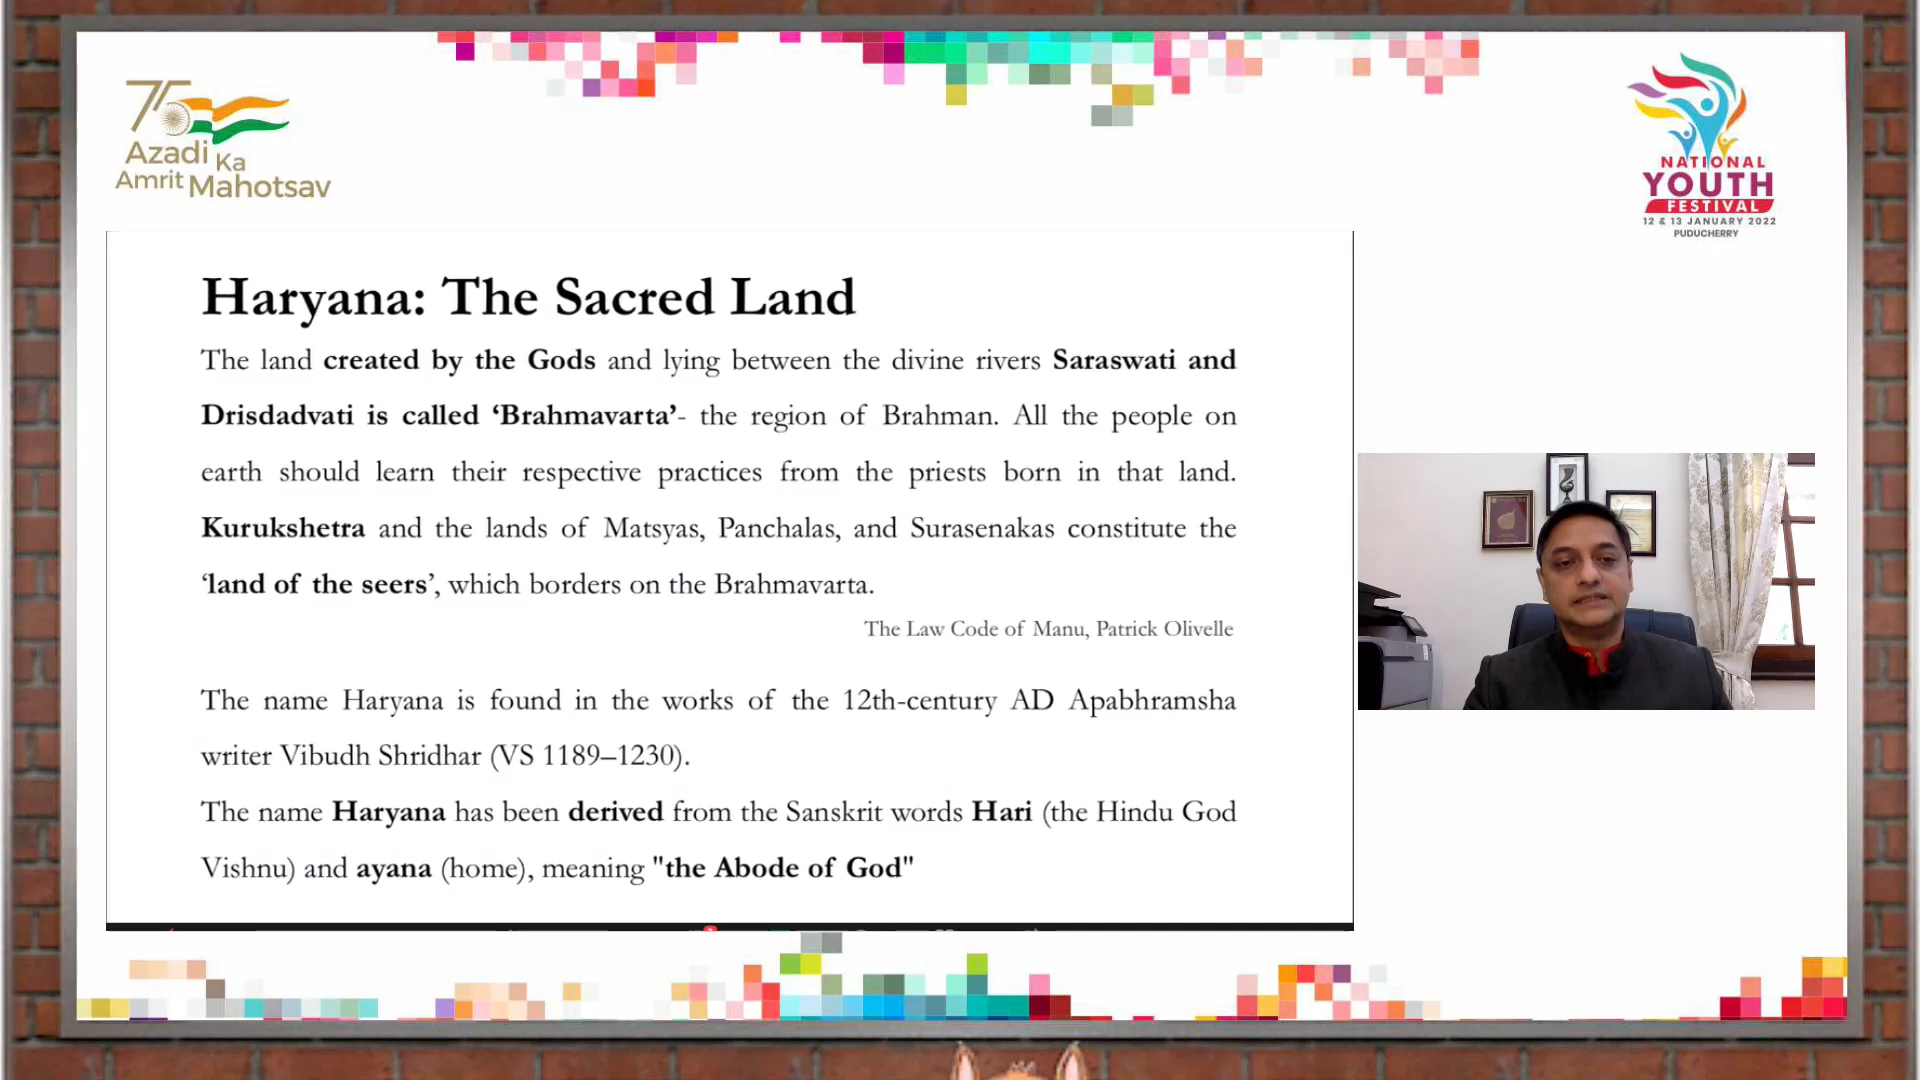 75
Azadi Ka
Amrit Mahotsav
NATIONAL
YOUTH
FESTIVAL
12 & 13 JANUARY 2022
PUDUCHERRY
Haryana: The Sacred Land
The land created by the Gods and lying between the divine rivers Saraswati and
Drisdadvati is called ‘Brahmavarta’- the region of Brahman. All the people on
earth should learn their respective practices from the priests born in that land.
Kurukshetra and the lands of Matsyas, Panchalas, and Surasenakas constitute the
‘land of the seers’, which borders on the Brahmavarta.
The Law Code of Manu, Patrick Olivelle
The name Haryana is found in the works of the 12th-century AD Apabhramsha
writer Vibudh Shridhar (VS 1189–1230).
The name Haryana has been derived from the Sanskrit words Hari (the Hindu God
Vishnu) and ayana (home), meaning "the Abode of God"